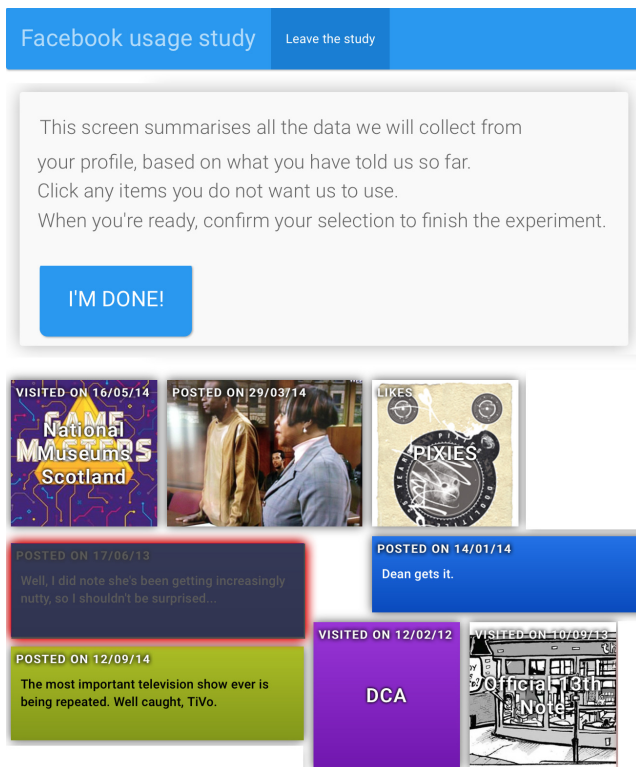 Facebook usage study
Leave the study
This screen summarises all the data we will collect from
your profile, based on what you have told us so far.
Click any items you do not want us to use.
When you're ready, confirm your selection to finish the experiment.
I'M DONE!
VISITED ON 16/05/14
GAME
MASTERS
National
Museums
Scotland
POSTED ON 29/03/14
LIKES
PIXIES
POSTED ON 17/06/13
Well, I did note she's been getting increasingly
nutty, so I shouldn't be surprised...
POSTED ON 14/01/14
Dean gets it.
POSTED ON 12/09/14
The most important television show ever is
being repeated. Well caught, TiVo.
VISITED ON 12/02/12
DCA
VISITED ON 10/09/13
Official 13th
Note